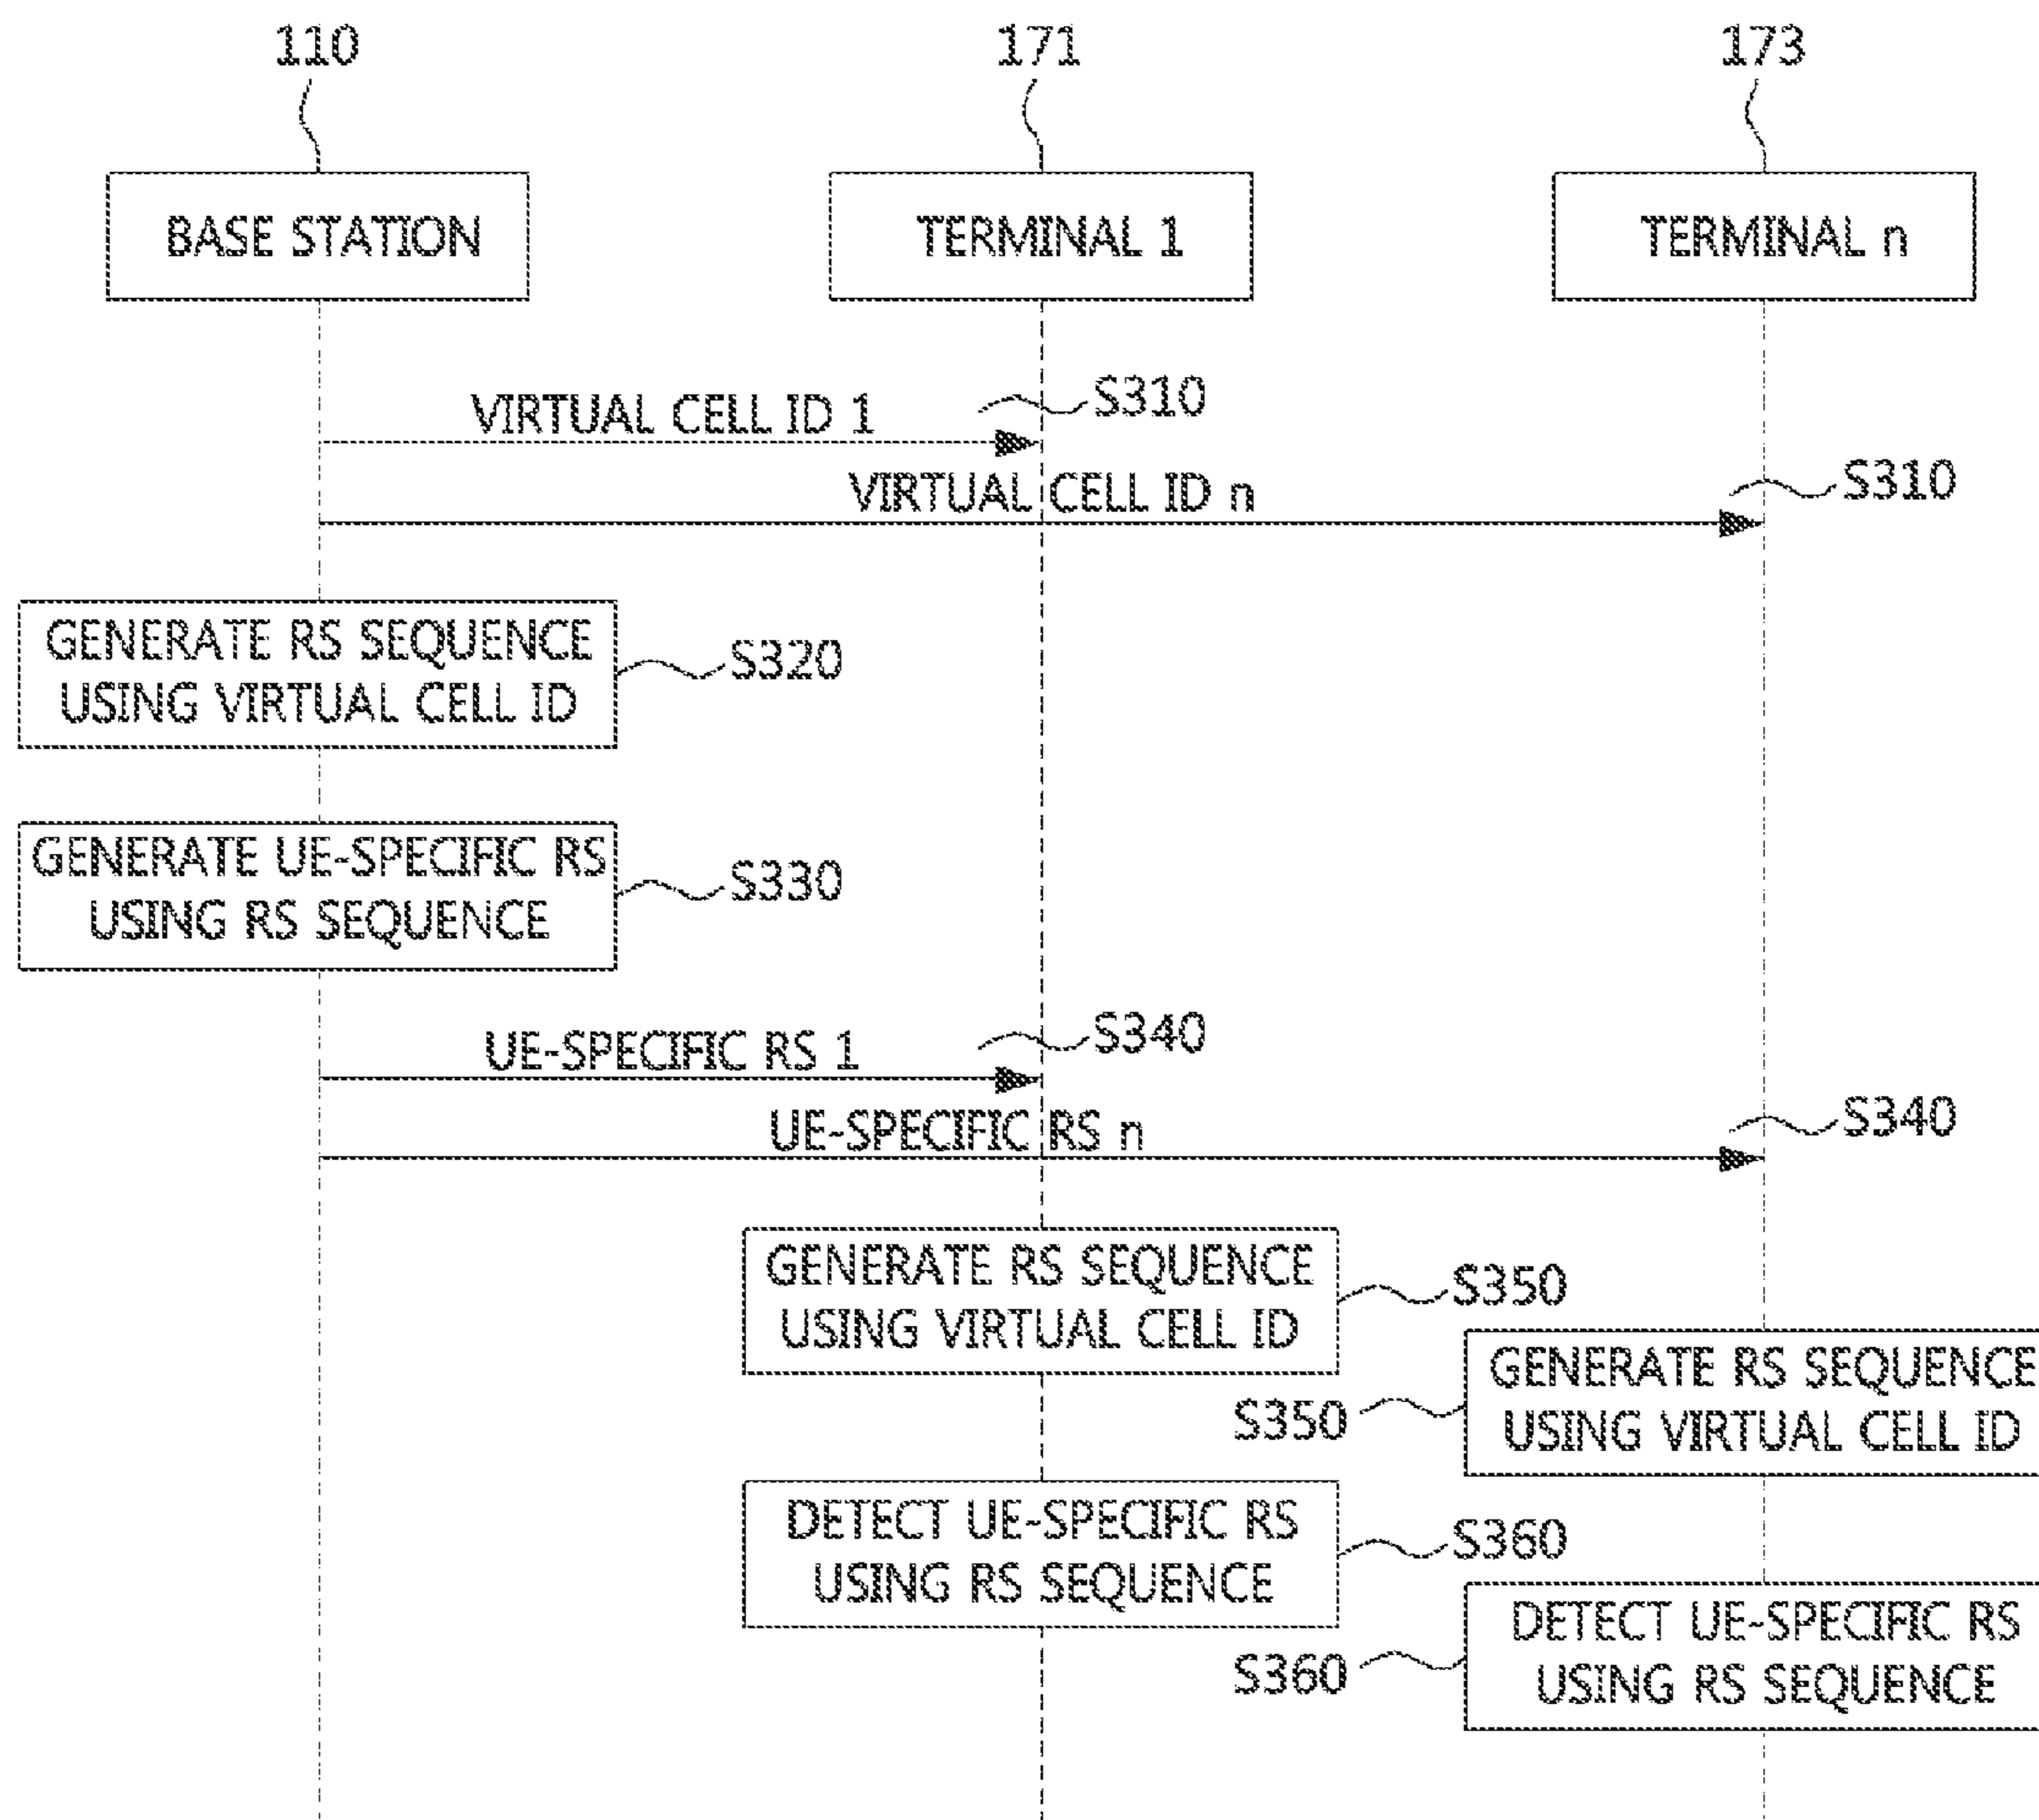 110
171
173
BASE STATION
TERMINAL 1
TERMINAL n
VIRTUAL CELL ID 1
S310
VIRTUAL CELL ID n
S310
GENERATE RS SEQUENCE
USING VIRTUAL CELL ID
S320
GENERATE UE-SPECIFIC RS
USING RS SEQUENCE
S330
UE-SPECIFIC RS 1
S340
UE-SPECIFIC RS n
S340
GENERATE RS SEQUENCE
USING VIRTUAL CELL ID
S350
GENERATE RS SEQUENCE
USING VIRTUAL CELL ID
S350
DETECT UE-SPECIFIC RS
USING RS SEQUENCE
S360
DETECT UE-SPECIFIC RS
USING RS SEQUENCE
S360